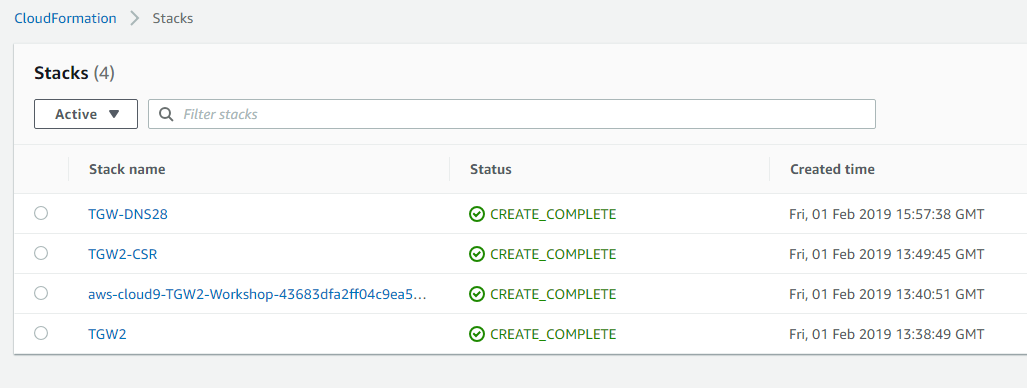 CloudFormation > Stacks
Stacks (4)
Active Filter stacks
Stack name Status Created time
TGW-DNS28 CREATE_COMPLETE Fri, 01 Feb 2019 15:57:38 GMT
TGW2-CSR CREATE_COMPLETE Fri, 01 Feb 2019 13:49:45 GMT
aws-cloud9-TGW2-Workshop-43683dfa2ff04c9ea5... CREATE_COMPLETE Fri, 01 Feb 2019 13:40:51 GMT
TGW2 CREATE_COMPLETE Fri, 01 Feb 2019 13:38:49 GMT